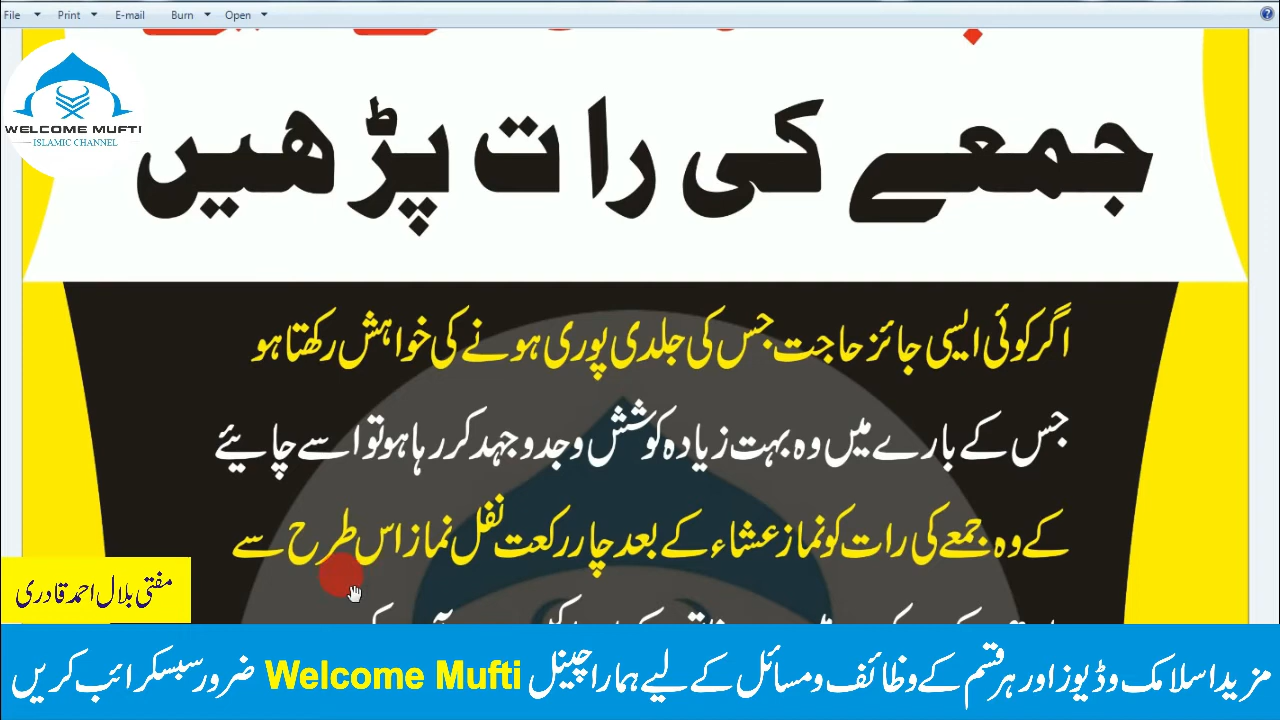 File Print E-mail Burn Open
WELCOME MUFTI
ISLAMIC CHANNEL
جمعے کی رات پڑھیں
اگر کوئی ایسی جائز حاجت جس کی جلدی پوری ہونے کی خواہش رکھتا ہو
جس کے بارے میں وہ بہت زیادہ کوشش و جدوجہد کر رہا ہو تو اسے چاہئیے
کے وہ جمعے کی رات کو نماز عشاء کے بعد چار رکعت نفل نماز اس طرح سے
مفتی بلال احمد قادری
مزید اسلامک وڈیوز اور ہر قسم کے وظائف و مسائل کے لیے ہمارا چینل Welcome Mufti ضرور سبسکرائب کریں